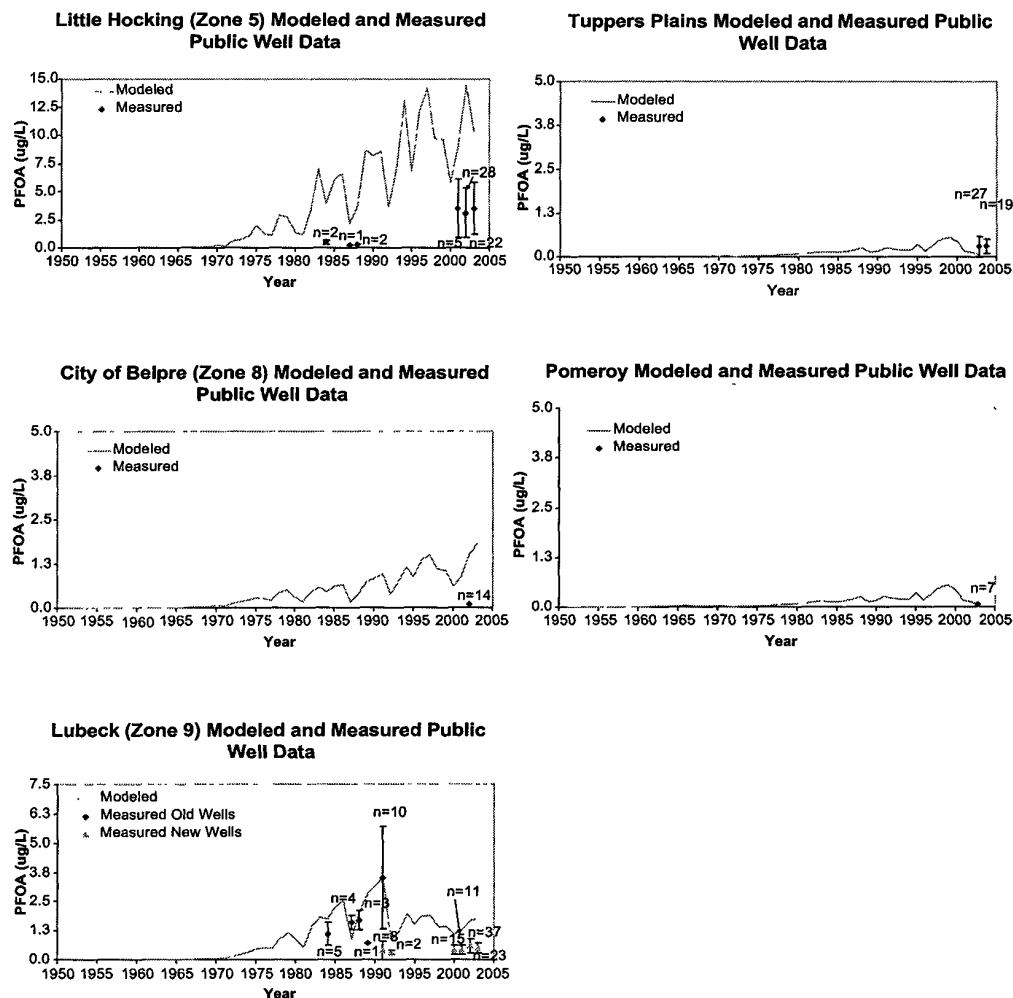 Little Hocking (Zone 5) Modeled and Measured
Public Well Data
15.0
12.5
10.0
7.5
5.0
2.5
0.0
PFOA (ug/L)
Modeled
Measured
n=2
n=1
n=2
n=28
n=5
n=22
1950 1955 1960 1965 1970 1975 1980 1985 1990 1995 2000 2005
Year
Tuppers Plains Modeled and Measured Public
Well Data
5.0
3.8
2.5
1.3
0.0
PFOA (ug/L)
Modeled
Measured
n=27
n=19
1950 1955 1960 1965 1970 1975 1980 1985 1990 1995 2000 2005
Year
City of Belpre (Zone 8) Modeled and Measured
Public Well Data
5.0
3.8
2.5
1.3
0.0
PFOA (ug/L)
Modeled
Measured
n=14
1950 1955 1960 1965 1970 1975 1980 1985 1990 1995 2000 2005
Year
Pomeroy Modeled and Measured Public Well Data
5.0
3.8
2.5
1.3
0.0
PFOA (ug/L)
Modeled
Measured
n=7
1950 1955 1960 1965 1970 1975 1980 1985 1990 1995 2000 2005
Year
Lubeck (Zone 9) Modeled and Measured Public
Well Data
7.5
6.3
5.0
3.8
2.5
1.3
0.0
PFOA (ug/L)
Modeled
Measured Old Wells
Measured New Wells
n=10
n=4
n=3
n=11
n=5
n=1
n=8
n=2
n=15
n=37
n=23
1950 1955 1960 1965 1970 1975 1980 1985 1990 1995 2000 2005
Year